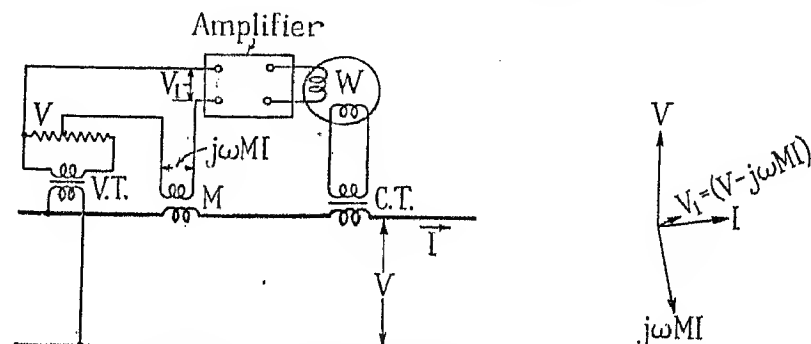 Amplifier
V₁
W
V
jωMI
V.T.
M
C.T.
I
V
V
V₁=(V-jωMI)
I
jωMI